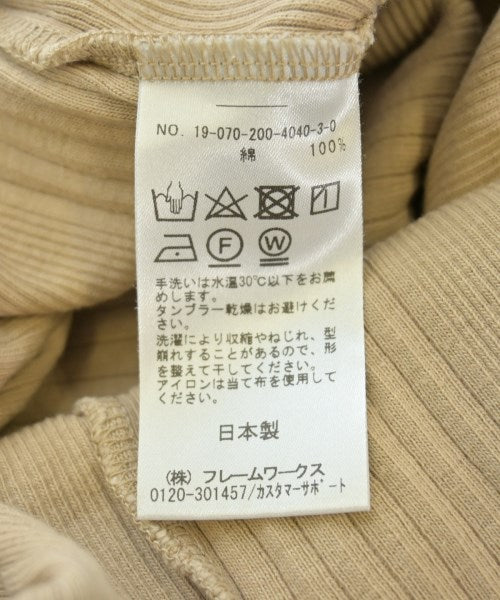 NO. 19-070-200-4040-3-0
綿 100%
F W
手洗いは水温30℃以下をお薦
めします。
タンブラー乾燥はお避けくだ
さい。
洗濯により収縮やねじれ、型
崩れすることがあるので、形
を整えて干してください。
アイロンは当て布を使用して
ください。
日本製
(株) フレームワークス
0120-301457/カスタマーサポート